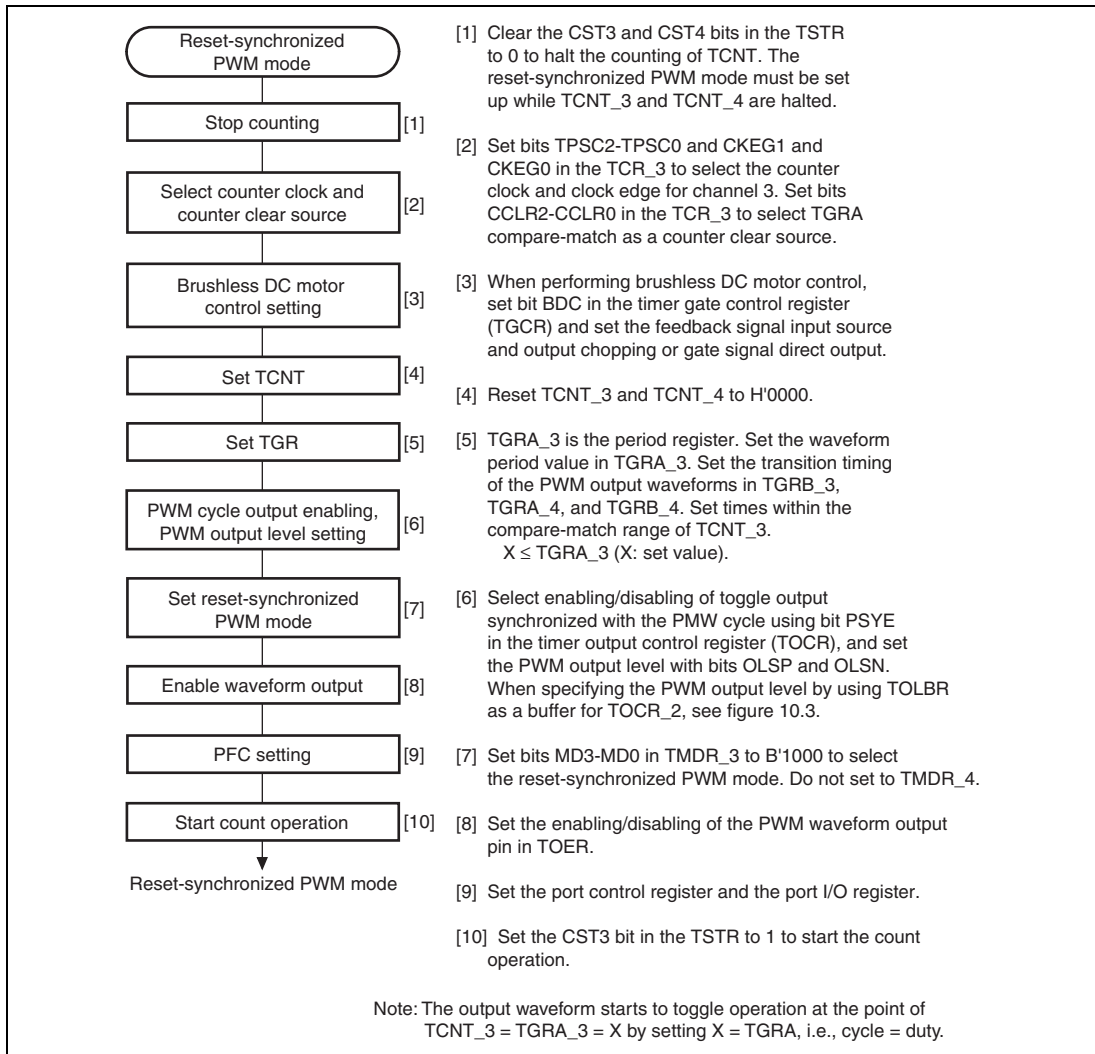 Reset-synchronized
PWM mode
Stop counting
[1]
Select counter clock and
counter clear source
[2]
Brushless DC motor
control setting
[3]
Set TCNT
[4]
Set TGR
[5]
PWM cycle output enabling,
PWM output level setting
[6]
Set reset-synchronized
PWM mode
[7]
Enable waveform output
[8]
PFC setting
[9]
Start count operation
[10]
Reset-synchronized PWM mode
[1] Clear the CST3 and CST4 bits in the TSTR
to 0 to halt the counting of TCNT. The
reset-synchronized PWM mode must be set
up while TCNT_3 and TCNT_4 are halted.
[2] Set bits TPSC2-TPSC0 and CKEG1 and
CKEG0 in the TCR_3 to select the counter
clock and clock edge for channel 3. Set bits
CCLR2-CCLR0 in the TCR_3 to select TGRA
compare-match as a counter clear source.
[3] When performing brushless DC motor control,
set bit BDC in the timer gate control register
(TGCR) and set the feedback signal input source
and output chopping or gate signal direct output.
[4] Reset TCNT_3 and TCNT_4 to H'0000.
[5] TGRA_3 is the period register. Set the waveform
period value in TGRA_3. Set the transition timing
of the PWM output waveforms in TGRB_3,
TGRA_4, and TGRB_4. Set times within the
compare-match range of TCNT_3.
X ≤ TGRA_3 (X: set value).
[6] Select enabling/disabling of toggle output
synchronized with the PMW cycle using bit PSYE
in the timer output control register (TOCR), and set
the PWM output level with bits OLSP and OLSN.
When specifying the PWM output level by using TOLBR
as a buffer for TOCR_2, see figure 10.3.
[7] Set bits MD3-MD0 in TMDR_3 to B'1000 to select
the reset-synchronized PWM mode. Do not set to TMDR_4.
[8] Set the enabling/disabling of the PWM waveform output
pin in TOER.
[9] Set the port control register and the port I/O register.
[10] Set the CST3 bit in the TSTR to 1 to start the count
operation.
Note: The output waveform starts to toggle operation at the point of
TCNT_3 = TGRA_3 = X by setting X = TGRA, i.e., cycle = duty.